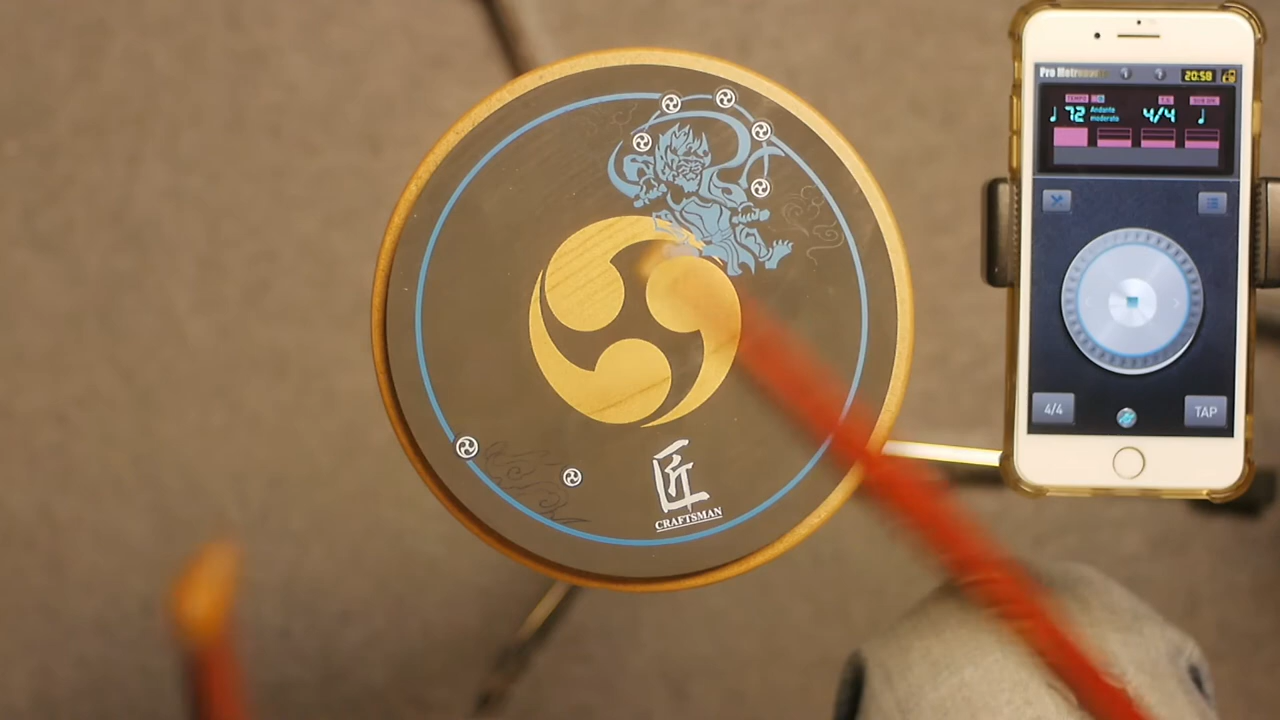 Pro Metronome
20:58
TEMPO
♩ 72 Andante moderato 4/4 ♩
匠
CRAFTSMAN
4/4
TAP